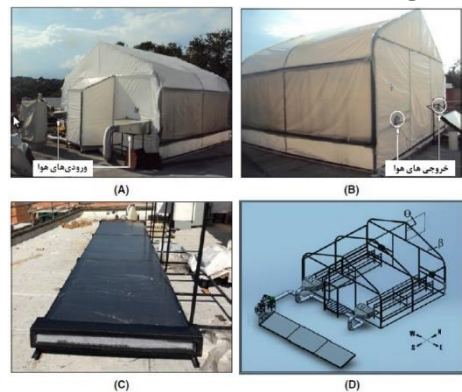 ورودی‌های هوا
خروجی های هوا
(A)
(B)
Θ
β
(C)
(D)